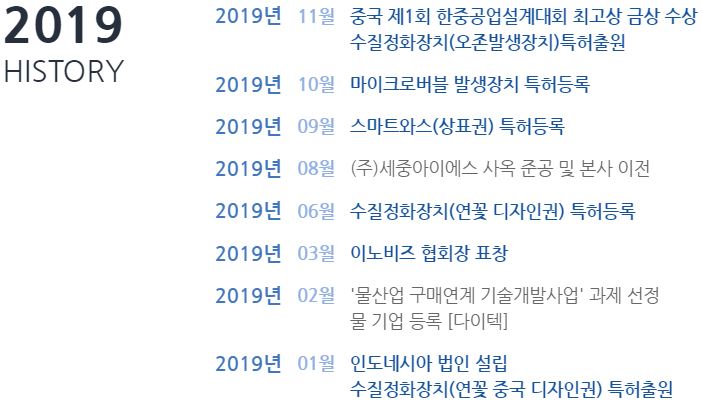 2019
HISTORY
2019년 11월 중국 제1회 한중공업설계대회 최고상 금상 수상
수질정화장치(오존발생장치)특허출원
2019년 10월 마이크로버블 발생장치 특허등록
2019년 09월 스마트와스(상표권) 특허등록
2019년 08월 (주)세중아이에스 사옥 준공 및 본사 이전
2019년 06월 수질정화장치(연꽃 디자인권) 특허등록
2019년 03월 이노비즈 협회장 표창
2019년 02월 '물산업 구매연계 기술개발사업' 과제 선정
물 기업 등록 [다이텍]
2019년 01월 인도네시아 법인 설립
수질정화장치(연꽃 중국 디자인권) 특허출원